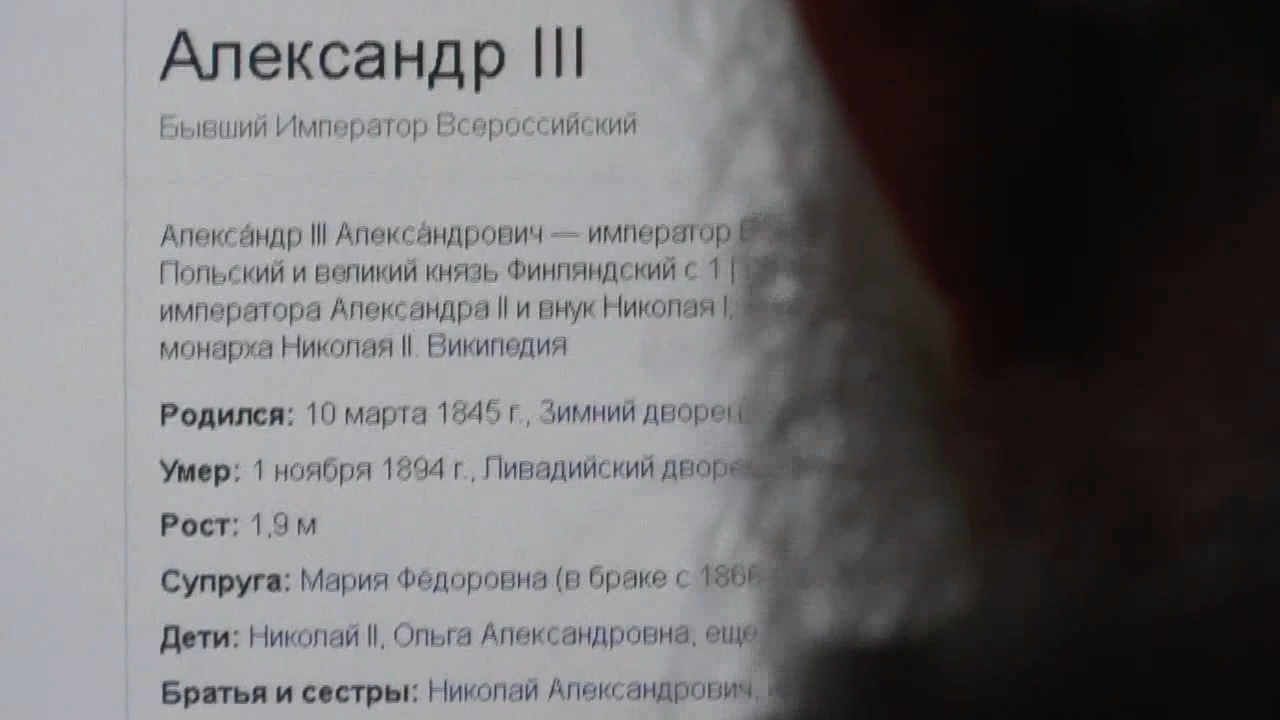 Александр III
Бывший Император Всероссийский
Алекса́ндр III Алекса́ндрович — император
Польский и великий князь Финляндский с 1
императора Александра II и внук Николая I,
монарха Николая II. Википедия
Родился: 10 марта 1845 г., Зимний дворец
Умер: 1 ноября 1894 г., Ливадийский
Рост: 1,9 м
Супруга: Мария Фёдоровна (в браке с 1866
Дети: Николай II, Ольга Александровна, еще
Братья и сестры: Николай Александрович,